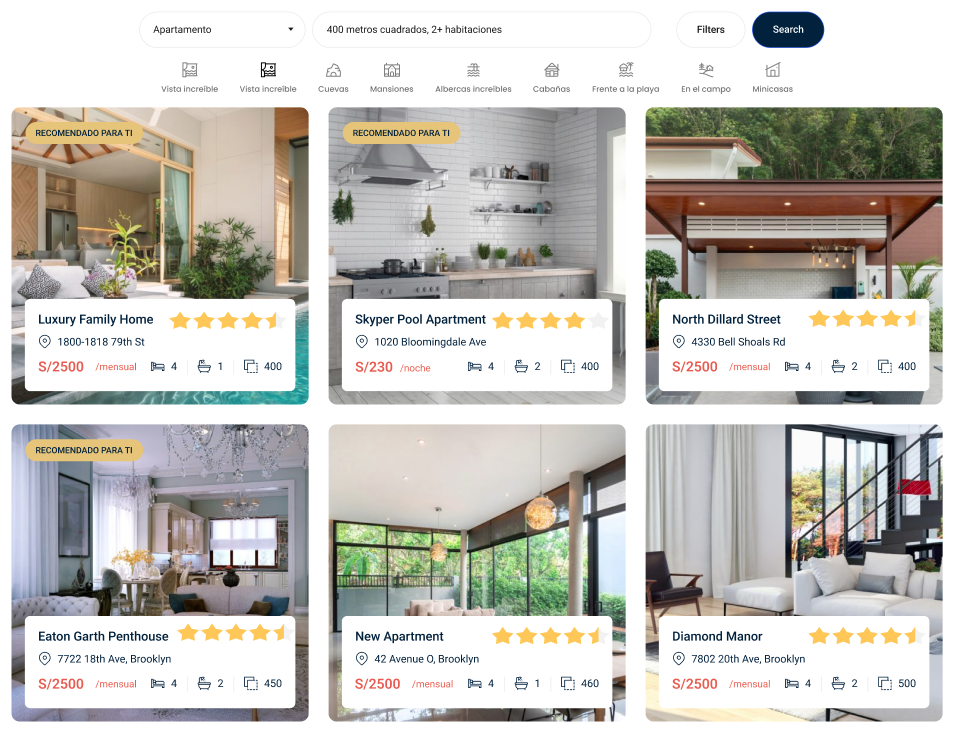 Apartamento
400 metros cuadrados, 2+ habitaciones
Filters
Search
Vista increíble
Vista increíble
Cuevas
Mansiones
Albercas increíbles
Cabañas
Frente a la playa
En el campo
Minicasas
RECOMENDADO PARA TI
Luxury Family Home
1800-1818 79th St
S/2500 /mensual 4 1 400
RECOMENDADO PARA TI
Skyper Pool Apartment
1020 Bloomingdale Ave
S/230 /noche 4 2 400
North Dillard Street
4330 Bell Shoals Rd
S/2500 /mensual 4 2 400
RECOMENDADO PARA TI
Eaton Garth Penthouse
7722 18th Ave, Brooklyn
S/2500 /mensual 4 2 450
New Apartment
42 Avenue O, Brooklyn
S/2500 /mensual 4 1 460
Diamond Manor
7802 20th Ave, Brooklyn
S/2500 /mensual 4 2 500